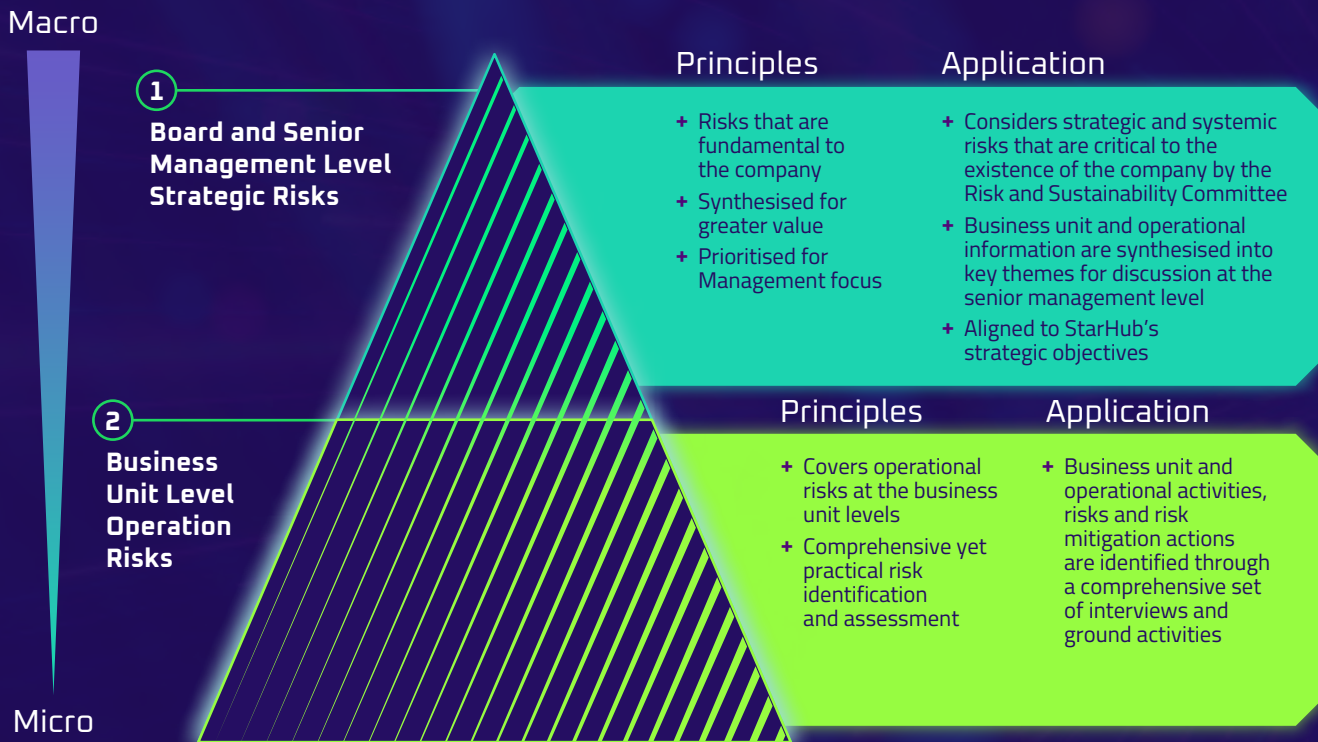 Macro
1
Board and Senior
Management Level
Strategic Risks
Principles
+ Risks that are
fundamental to
the company
+ Synthesised for
greater value
+ Prioritised for
Management focus
Application
+ Considers strategic and systemic
risks that are critical to the
existence of the company by the
Risk and Sustainability Committee
+ Business unit and operational
information are synthesised into
key themes for discussion at the
senior management level
+ Aligned to StarHub's
strategic objectives
2
Business
Unit Level
Operation
Risks
Principles
+ Covers operational
risks at the business
unit levels
+ Comprehensive yet
practical risk
identification
and assessment
Application
+ Business unit and
operational activities,
risks and risk
mitigation actions
are identified through
a comprehensive set
of interviews and
ground activities
Micro